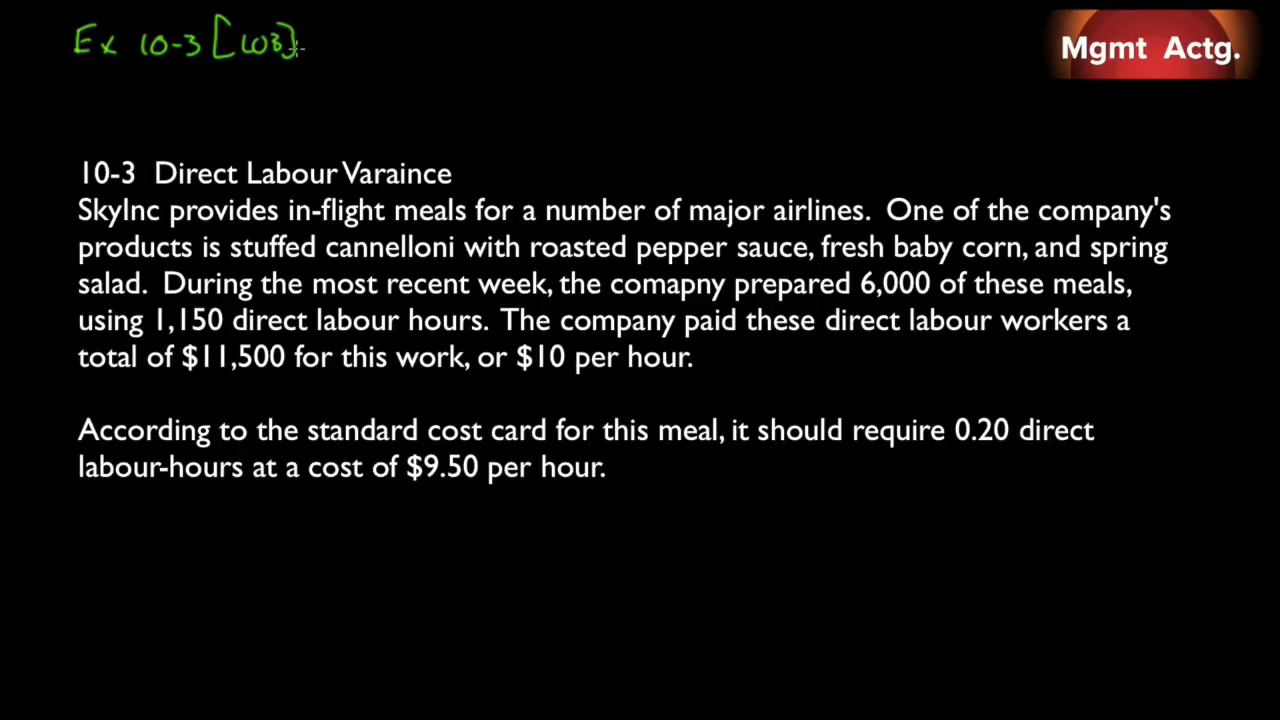 Ex 10-3 [LO3]
Mgmt Actg.
10-3 Direct Labour Varaince
SkyInc provides in-flight meals for a number of major airlines. One of the company's
products is stuffed cannelloni with roasted pepper sauce, fresh baby corn, and spring
salad. During the most recent week, the comapny prepared 6,000 of these meals,
using 1,150 direct labour hours. The company paid these direct labour workers a
total of $11,500 for this work, or $10 per hour.
According to the standard cost card for this meal, it should require 0.20 direct
labour-hours at a cost of $9.50 per hour.